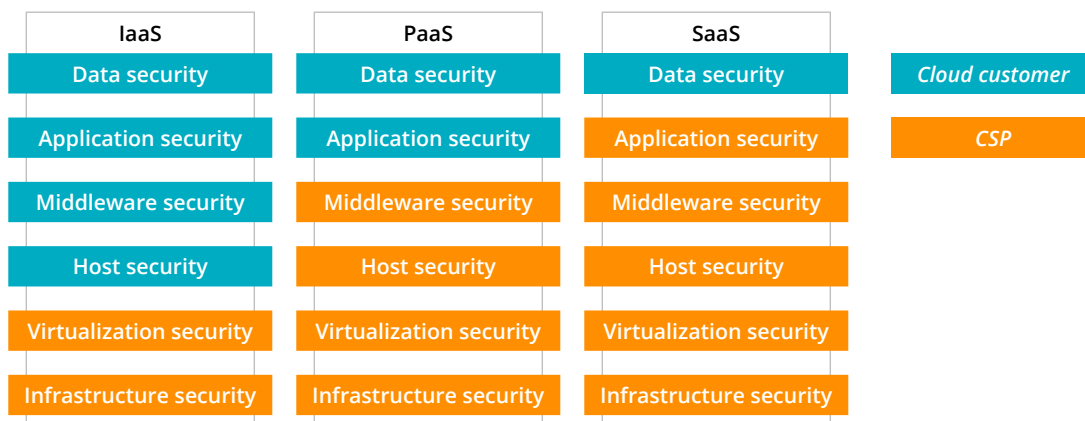 IaaS PaaS SaaS
Data security Data security Data security Cloud customer
Application security Application security Application security CSP
Middleware security Middleware security Middleware security
Host security Host security Host security
Virtualization security Virtualization security Virtualization security
Infrastructure security Infrastructure security Infrastructure security